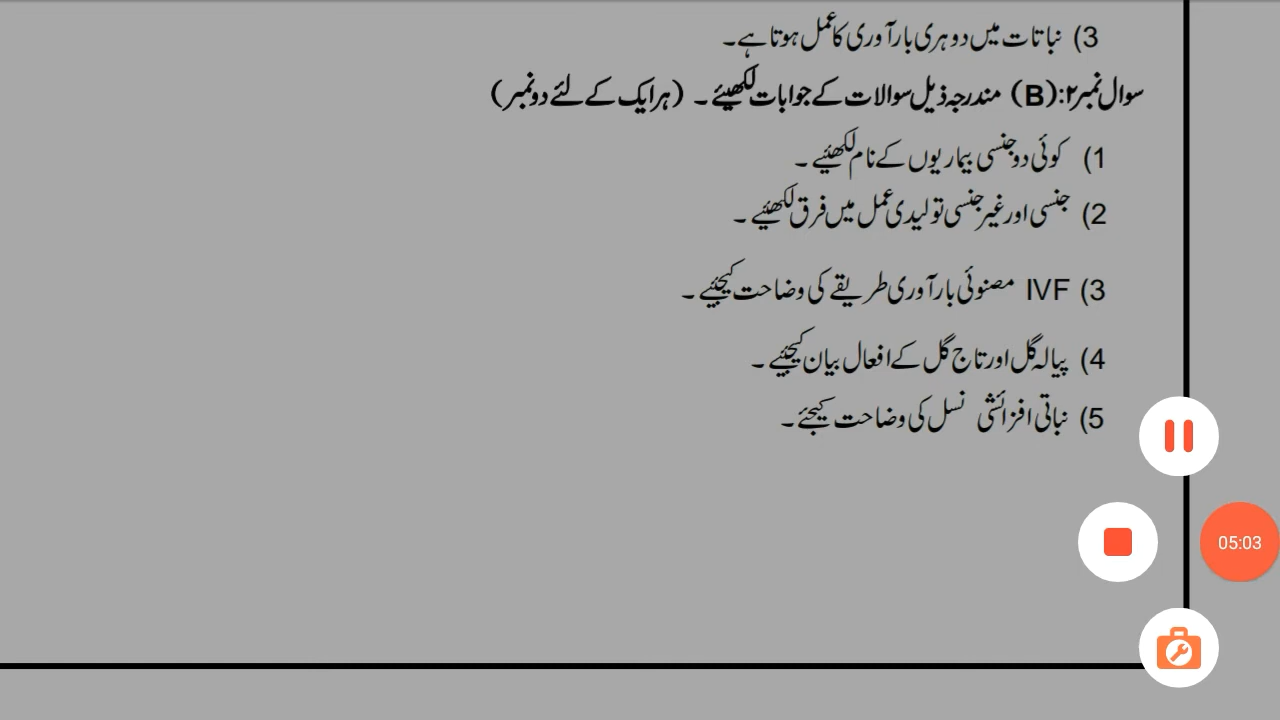 3) نباتات میں دوہری بارآوری کا عمل ہوتا ہے۔
سوال نمبر ۲: (B) مندرجہ ذیل سوالات کے جوابات لکھیئے ۔ (ہر ایک کے لئے دو نمبر)
1) کوئی دو جنسی بیماریوں کے نام لکھیئے ۔
2) جنسی اور غیر جنسی تولیدی عمل میں فرق لکھیئے ۔
3) IVF مصنوئی بارآوری طریقے کی وضاحت کیجیئے ۔
4) پیالہ گل اور تاج گل کے افعال بیان کیجیئے ۔
5) نباتی افزائشی نسل کی وضاحت کیجئے ۔
05:03